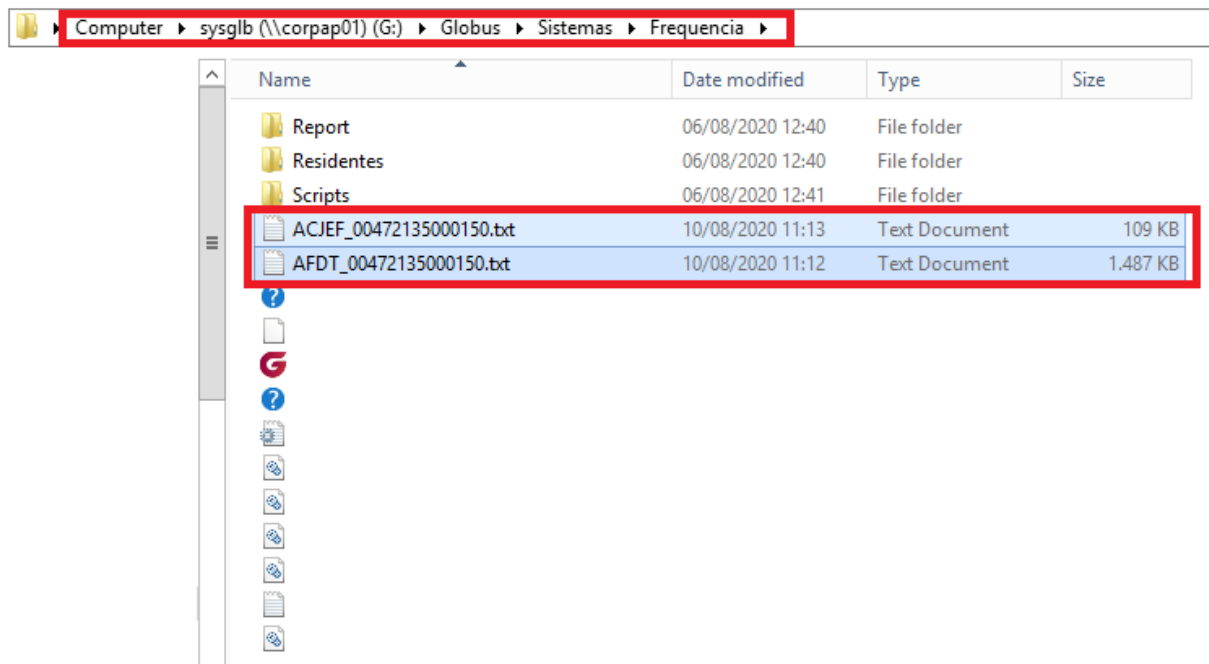 Computer sysglb (\\corpap01) (G:) Globus Sistemas Frequencia
Name Date modified Type Size
Report 06/08/2020 12:40 File folder
Residentes 06/08/2020 12:40 File folder
Scripts 06/08/2020 12:41 File folder
ACJEF_00472135000150.txt 10/08/2020 11:13 Text Document 109 KB
AFDT_00472135000150.txt 10/08/2020 11:12 Text Document 1.487 KB